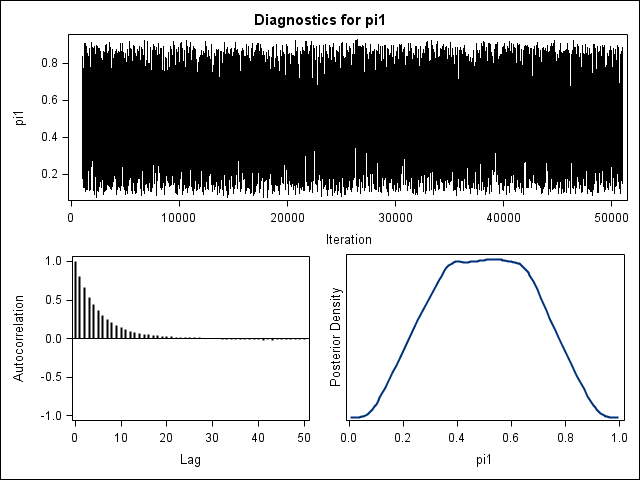 Diagnostics for pi1
pi1
0.8
0.6
0.4
0.2
0 10000 20000 30000 40000 50000
Iteration
Autocorrelation
1.0
0.5
0.0
-0.5
-1.0
0 10 20 30 40 50
Lag
Posterior Density
0.0 0.2 0.4 0.6 0.8 1.0
pi1